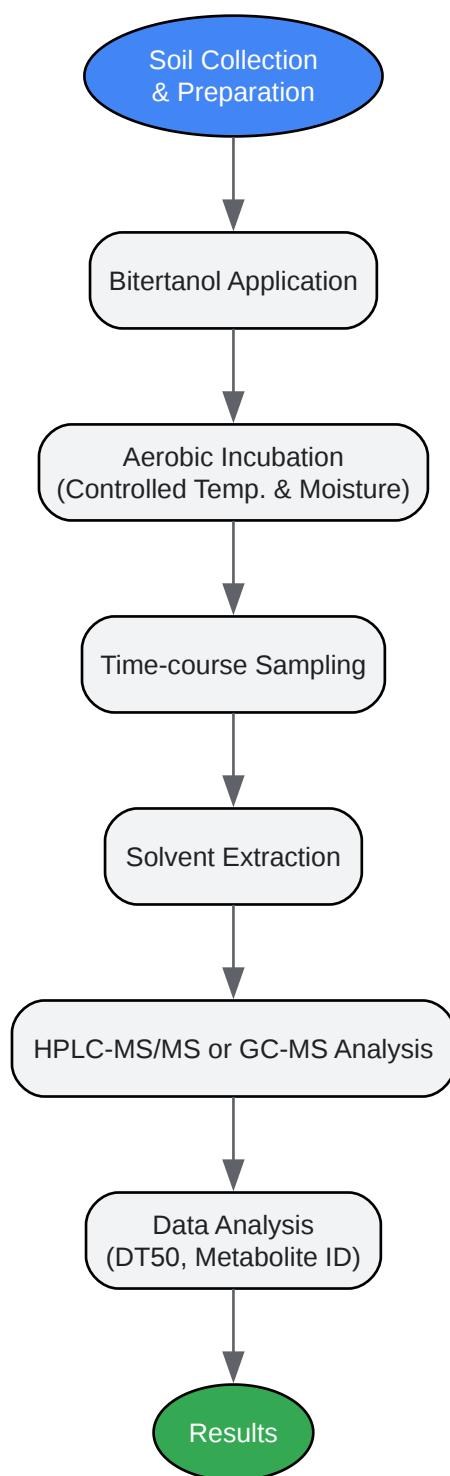 Soil Collection
& Preparation
Bitertanol Application
Aerobic Incubation
(Controlled Temp. & Moisture)
Time-course Sampling
Solvent Extraction
HPLC-MS/MS or GC-MS Analysis
Data Analysis
(DT50, Metabolite ID)
Results